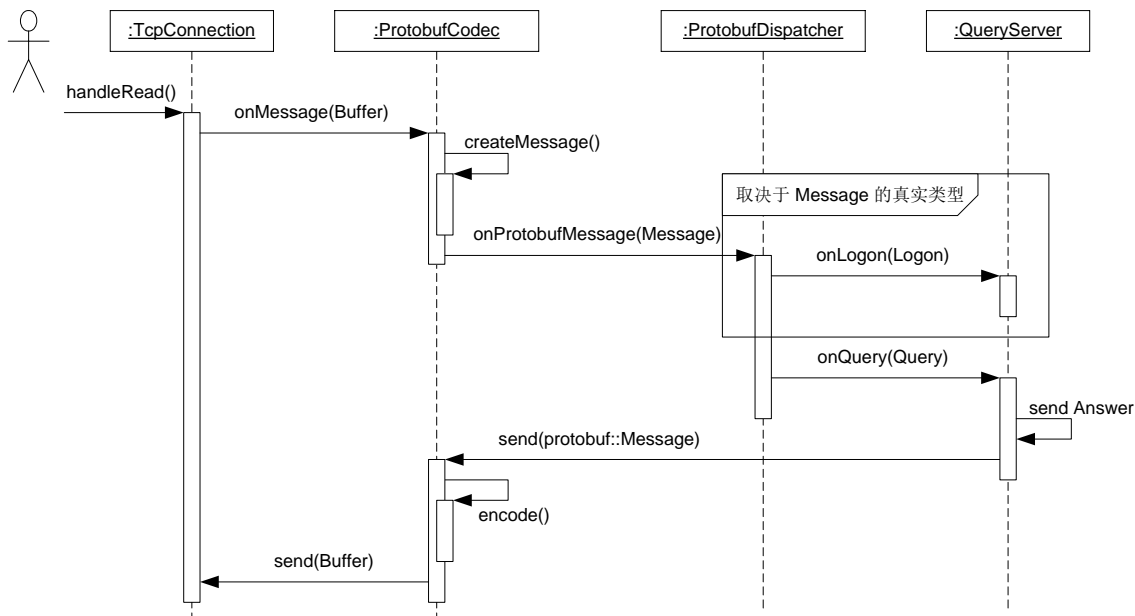 :TcpConnection
:ProtobufCodec
:ProtobufDispatcher
:QueryServer
handleRead()
onMessage(Buffer)
createMessage()
取决于 Message 的真实类型
onProtobufMessage(Message)
onLogon(Logon)
onQuery(Query)
send Answer
send(protobuf::Message)
encode()
send(Buffer)